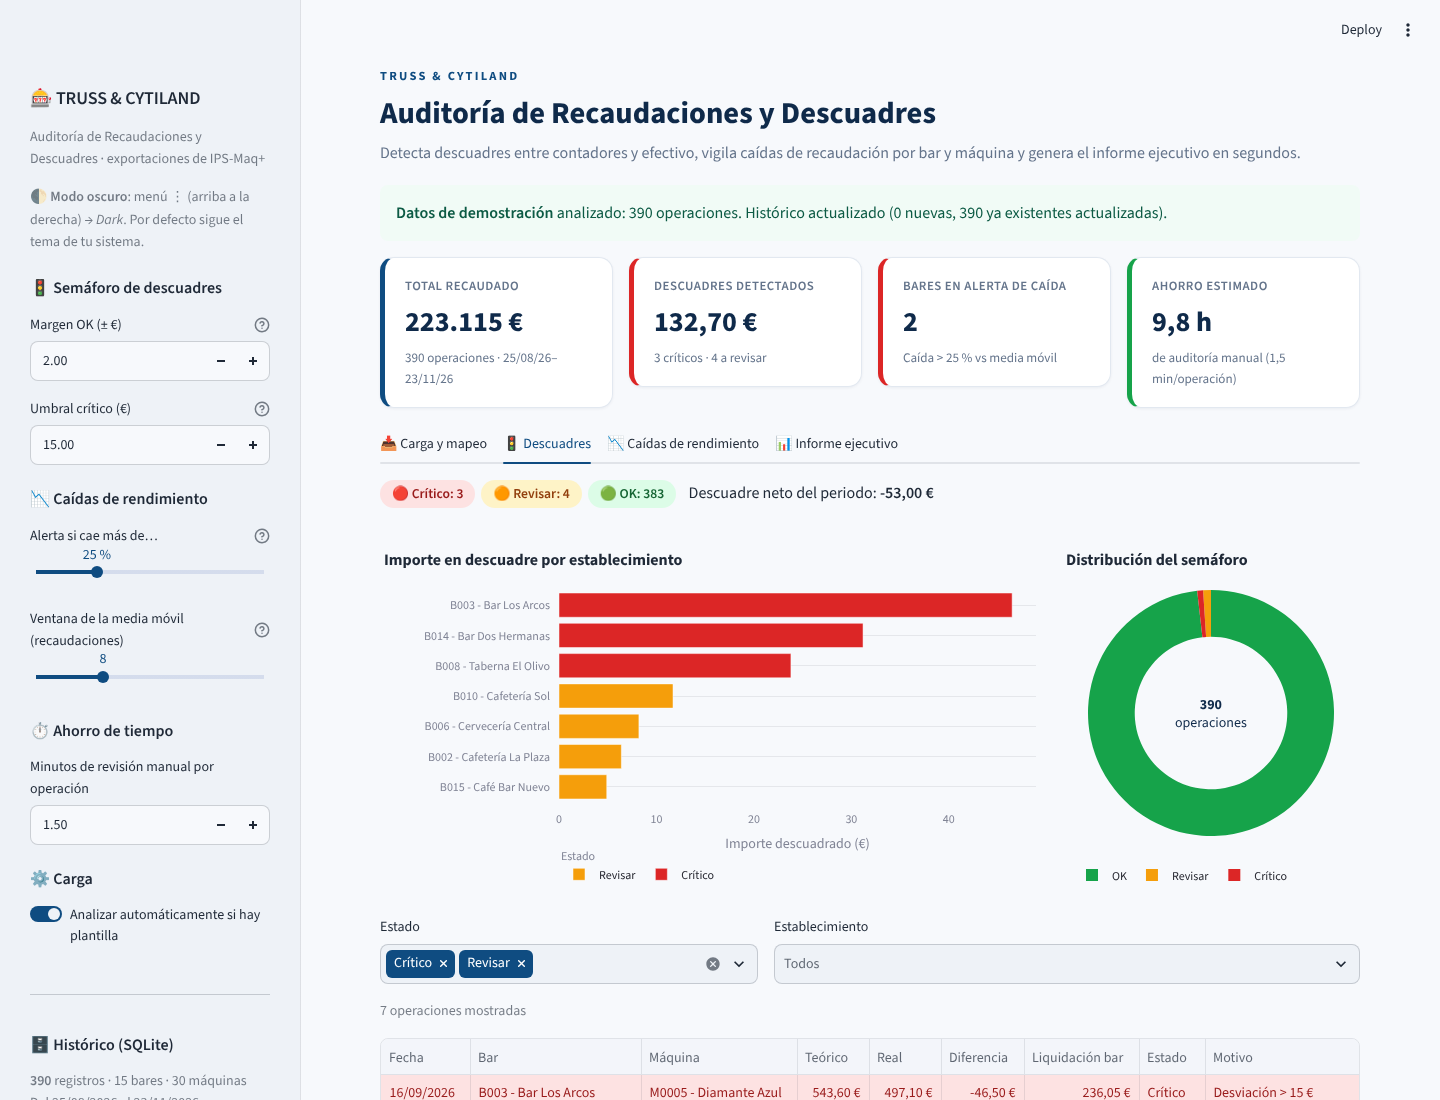 Deploy
TRUSS & CYTILAND
Auditoría de Recaudaciones y
Descuadres · exportaciones de IPS-Maq+
Modo oscuro: menú ⋮ (arriba a la
derecha) → Dark. Por defecto sigue el
tema de tu sistema.
Semáforo de descuadres
Margen OK (± €)
2.00
Umbral crítico (€)
15.00
Caídas de rendimiento
Alerta si cae más de…
25 %
Ventana de la media móvil
(recaudaciones)
8
Ahorro de tiempo
Minutos de revisión manual por
operación
1.50
Carga
Analizar automáticamente si hay
plantilla
Histórico (SQLite)
390 registros · 15 bares · 30 máquinas
TRUSS & CYTILAND
Auditoría de Recaudaciones y Descuadres
Detecta descuadres entre contadores y efectivo, vigila caídas de recaudación por bar y máquina y genera el informe ejecutivo en segundos.
Datos de demostración analizado: 390 operaciones. Histórico actualizado (0 nuevas, 390 ya existentes actualizadas).
TOTAL RECAUDADO
223.115 €
390 operaciones · 25/08/26–
23/11/26
DESCUADRES DETECTADOS
132,70 €
3 críticos · 4 a revisar
BARES EN ALERTA DE CAÍDA
2
Caída > 25 % vs media móvil
AHORRO ESTIMADO
9,8 h
de auditoría manual (1,5
min/operación)
Carga y mapeo
Descuadres
Caídas de rendimiento
Informe ejecutivo
Crítico: 3
Revisar: 4
OK: 383
Descuadre neto del periodo: -53,00 €
Importe en descuadre por establecimiento
B003 - Bar Los Arcos
B014 - Bar Dos Hermanas
B008 - Taberna El Olivo
B010 - Cafetería Sol
B006 - Cervecería Central
B002 - Cafetería La Plaza
B015 - Café Bar Nuevo
0 10 20 30 40
Importe descuadrado (€)
Estado
Revisar Crítico
Distribución del semáforo
390
operaciones
OK Revisar Crítico
Estado
Crítico Revisar
Establecimiento
Todos
7 operaciones mostradas
Fecha Bar Máquina Teórico Real Diferencia Liquidación bar Estado Motivo
16/09/2026 B003 - Bar Los Arcos M0005 - Diamante Azul 543,60 € 497,10 € -46,50 € 236,05 € Crítico Desviación > 15 €